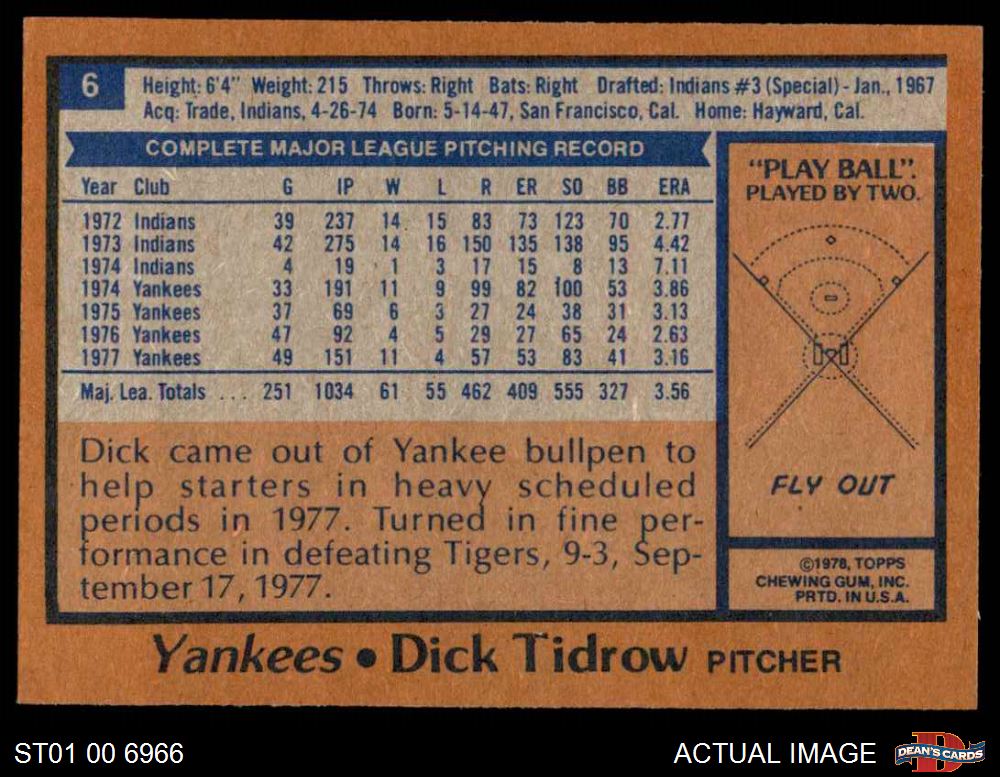 6
Height: 6'4" Weight: 215 Throws: Right Bats: Right Drafted: Indians #3 (Special) - Jan., 1967
Acq: Trade, Indians, 4-26-74 Born: 5-14-47, San Francisco, Cal. Home: Hayward, Cal.
COMPLETE MAJOR LEAGUE PITCHING RECORD
Year Club G IP W L R ER SO BB ERA
1972 Indians 39 237 14 15 83 73 123 70 2.77
1973 Indians 42 275 14 16 150 135 138 95 4.42
1974 Indians 4 19 1 3 17 15 8 13 7.11
1974 Yankees 33 191 11 9 99 82 100 53 3.86
1975 Yankees 37 69 6 3 27 24 38 31 3.13
1976 Yankees 47 92 4 5 29 27 65 24 2.63
1977 Yankees 49 151 11 4 57 53 83 41 3.16
Maj. Lea. Totals ... 251 1034 61 55 462 409 555 327 3.56
Dick came out of Yankee bullpen to
help starters in heavy scheduled
periods in 1977. Turned in fine per-
formance in defeating Tigers, 9-3, Sep-
tember 17, 1977.
"PLAY BALL".
PLAYED BY TWO.
FLY OUT
©1978, TOPPS
CHEWING GUM, INC.
PRTD. IN U.S.A.
Yankees • Dick Tidrow PITCHER
ST01 00 6966
ACTUAL IMAGE
D
DEAN'S CARDS